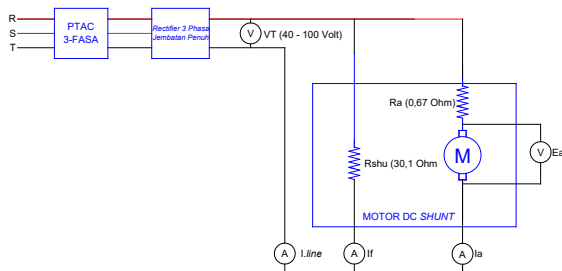 R
S
T
PTAC
3-FASA
Rectifier 3 Phasa
Jembatan Penuh
V
VT (40 - 100 Volt)
Ra (0,67 Ohm)
M
V
Ea
Rshu (30,1 Ohm
MOTOR DC SHUNT
A
I.line
A
If
A
Ia